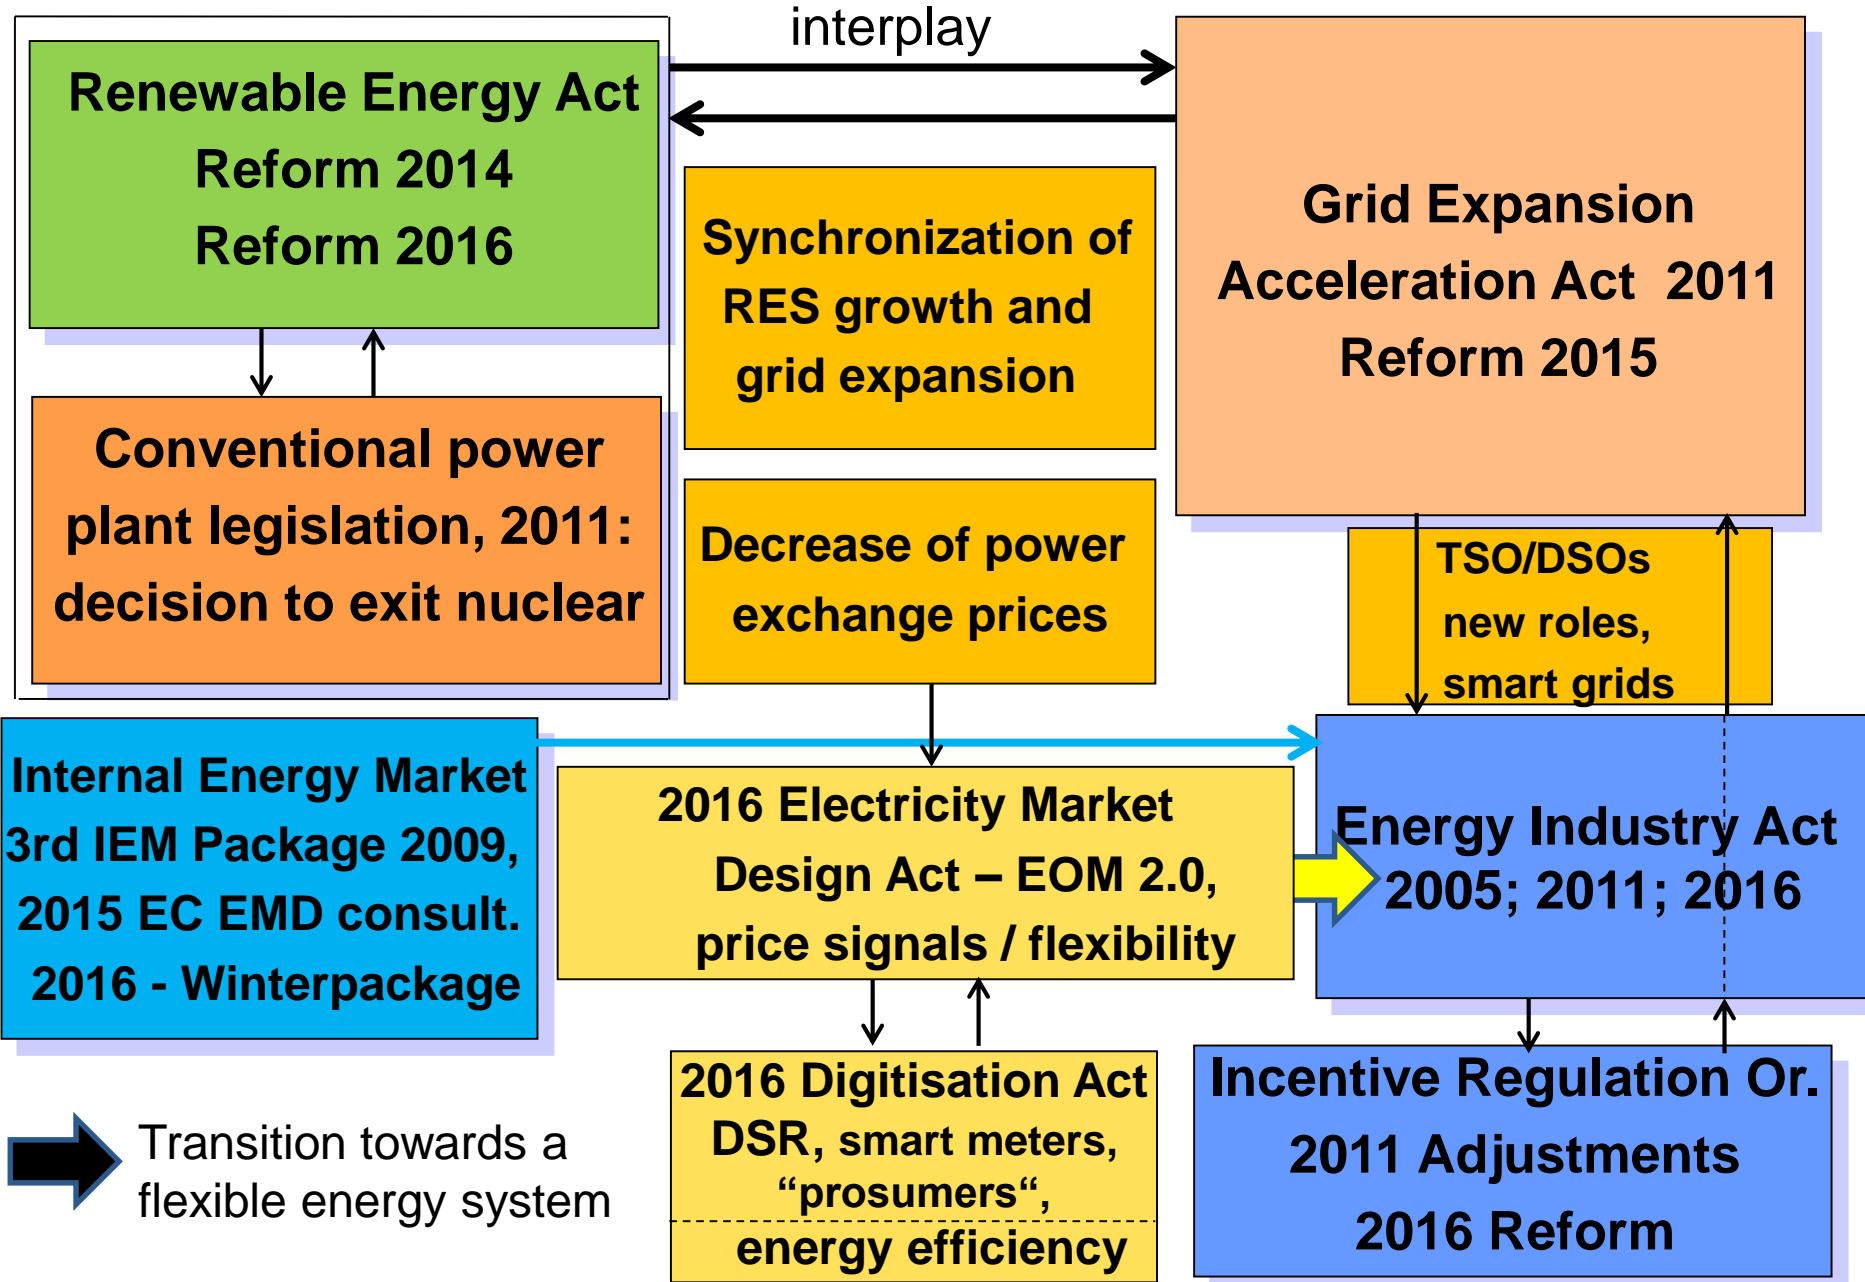 interplay
Renewable Energy Act
Reform 2014
Reform 2016
Synchronization of
RES growth and
grid expansion
Grid Expansion
Acceleration Act 2011
Reform 2015
Conventional power
plant legislation, 2011:
decision to exit nuclear
Decrease of power
exchange prices
TSO/DSOs
new roles,
smart grids
Internal Energy Market
3rd IEM Package 2009,
2015 EC EMD consult.
2016 - Winterpackage
2016 Electricity Market
Design Act – EOM 2.0,
price signals / flexibility
Energy Industry Act
2005; 2011; 2016
2016 Digitisation Act
DSR, smart meters,
“prosumers“,
energy efficiency
Incentive Regulation Or.
2011 Adjustments
2016 Reform
Transition towards a
flexible energy system